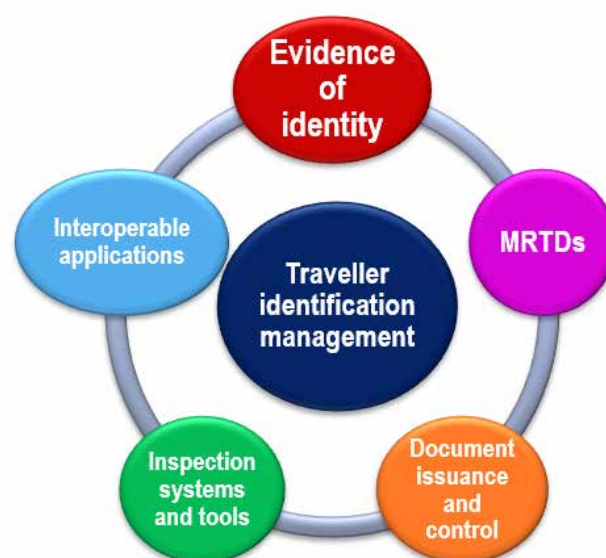 Evidence
of
identity
MRTDs
Document
issuance
and
control
Inspection
systems
and tools
Interoperable
applications
Traveller
identification
management